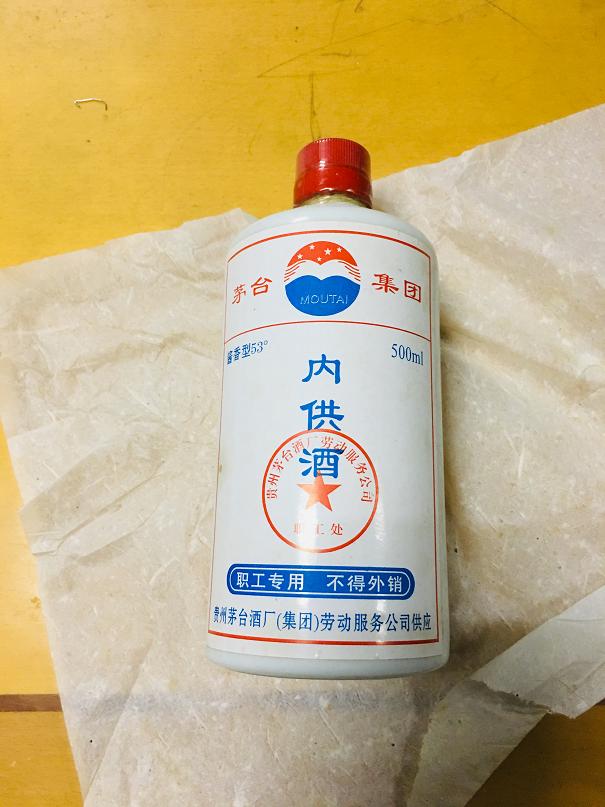 茅台 MOUTAI 集团
酱香型53° 500ml
内供酒
贵州茅台酒厂劳动服务公司
职工处
职工专用 不得外销
贵州茅台酒厂(集团)劳动服务公司供应